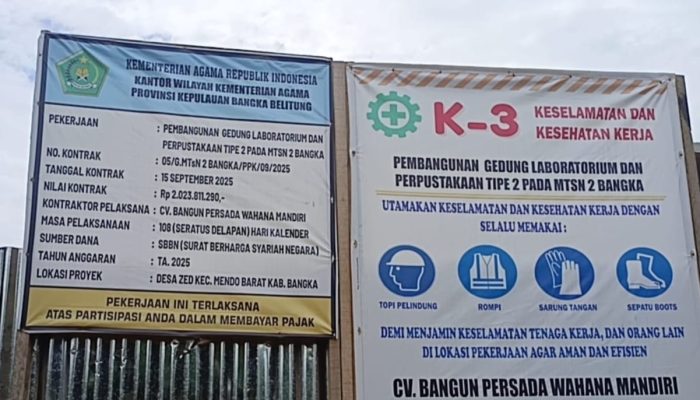 KEMENTERIAN AGAMA REPUBLIK INDONESIA
KANTOR WILAYAH KEMENTERIAN AGAMA
PROVINSI KEPULAUAN BANGKA BELITUNG
PEKERJAAN : PEMBANGUNAN GEDUNG LABORATORIUM DAN
PERPUSTAKAAN TIPE 2 PADA MTSN 2 BANGKA
NO. KONTRAK : 05/G.MTsN 2 BANGKA/PPK/09/2025
TANGGAL KONTRAK : 15 SEPTEMBER 2025
NILAI KONTRAK : Rp 2.023.811.290,-
KONTRAKTOR PELAKSANA : CV. BANGUN PERSADA WAHANA MANDIRI
MASA PELAKSANAAN : 108 (SERATUS DELAPAN) HARI KALENDER
SUMBER DANA : SBBN (SURAT BERHARGA SYARIAH NEGARA)
TAHUN ANGGARAN : TA. 2025
LOKASI PROYEK : DESA ZED KEC. MENDO BARAT KAB. BANGKA
PEKERJAAN INI TERLAKSANA
ATAS PARTISIPASI ANDA DALAM MEMBAYAR PAJAK
K-3 KESELAMATAN DAN
KESEHATAN KERJA
PEMBANGUNAN GEDUNG LABORATORIUM DAN
PERPUSTAKAAN TIPE 2 PADA MTSN 2 BANGKA
UTAMAKAN KESELAMATAN DAN KESEHATAN KERJA DENGAN
SELALU MEMAKAI :
TOPI PELINDUNG ROMPI SARUNG TANGAN SEPATU BOOTS
DEMI MENJAMIN KESELAMATAN TENAGA KERJA, DAN ORANG LAIN
DI LOKASI PEKERJAAN AGAR AMAN DAN EFISIEN
CV. BANGUN PERSADA WAHANA MANDIRI